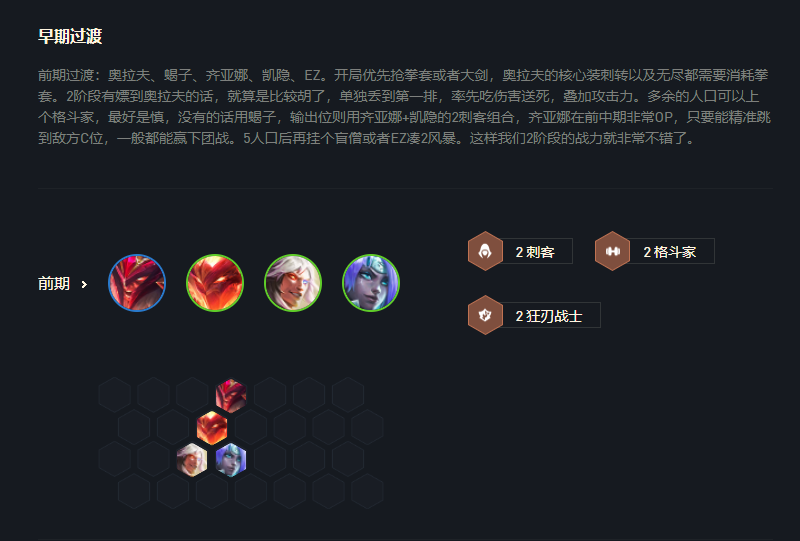 早期过渡
前期过渡：奥拉夫、蝎子、齐亚娜、凯隐、EZ。开局优先抢拳套或者大剑，奥拉夫的核心装刺转以及无尽都需要消耗拳
套。2阶段有嫖到奥拉夫的话，就算是比较胡了，单独丢到第一排，率先吃伤害送死，叠加攻击力。多余的人口可以上
个格斗家，最好是慎，没有的话用蝎子，输出位则用齐亚娜+凯隐的2刺客组合，齐亚娜在前中期非常OP，只要能精准跳
到敌方C位，一般都能赢下团战。5人口后再挂个盲僧或者EZ凑2风暴。这样我们2阶段的战力就非常不错了。
2 刺客
2 格斗家
前期
2 狂刃战士